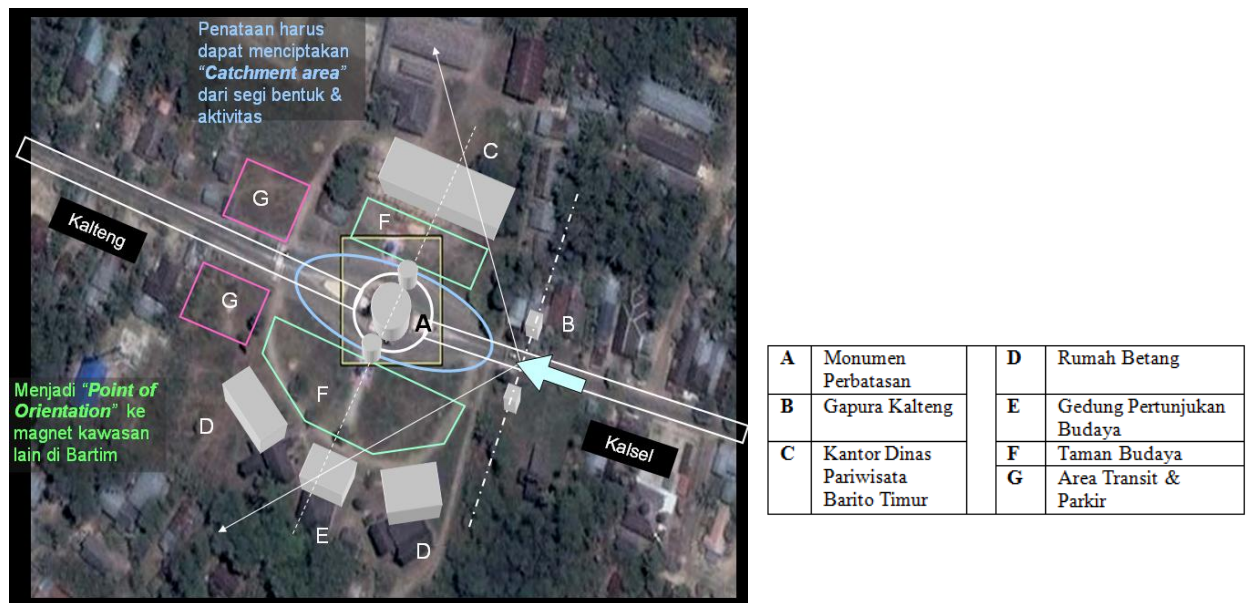 Penataan harus
dapat menciptakan
“Catchment area”
dari segi bentuk &
aktivitas
C
G
F
Kalteng
G
A
B
Menjadi “Point of
Orientation” ke
magnet kawasan
lain di Bartim
F
D
Kalsel
E
D
A Monumen
Perbatasan
D Rumah Betang
B Gapura Kalteng
E Gedung Pertunjukan
Budaya
C Kantor Dinas
Pariwisata
Barito Timur
F Taman Budaya
G Area Transit &
Parkir